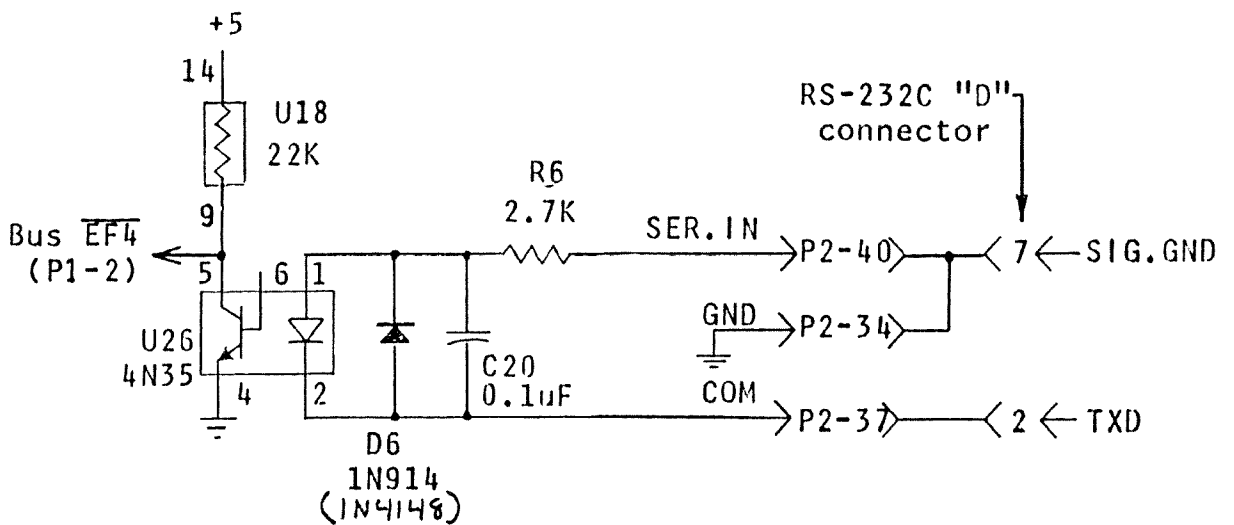 +5
14
U18
22K
9
Bus EF4
(P1-2)
5
6
1
U26
4N35
4
2
D6
1N914
(1N4148)
C20
0.1uF
R6
2.7K
SER.IN
GND
COM
P2-40
P2-34
P2-37
RS-232C "D"
connector
7
SIG.GND
2
TXD